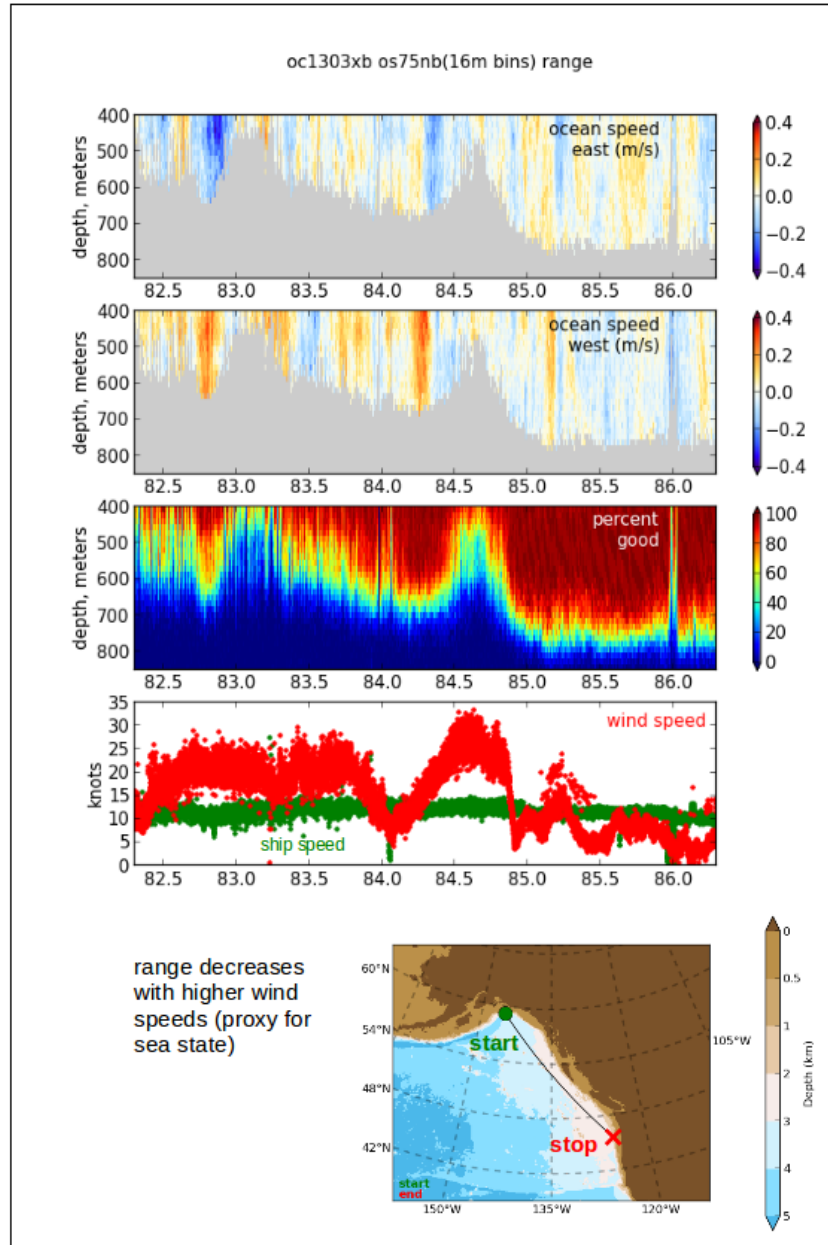 oc1303xb os75nb(16m bins) range
400
500
600
700
800
depth, meters
ocean speed
east (m/s)
0.4
0.2
0.0
−0.2
−0.4
82.5 83.0 83.5 84.0 84.5 85.0 85.5 86.0
400
500
600
700
800
depth, meters
ocean speed
west (m/s)
0.4
0.2
0.0
−0.2
−0.4
82.5 83.0 83.5 84.0 84.5 85.0 85.5 86.0
400
500
600
700
800
depth, meters
percent
good
100
80
60
40
20
0
82.5 83.0 83.5 84.0 84.5 85.0 85.5 86.0
35
30
25
20
15
10
5
0
knots
wind speed
ship speed
82.5 83.0 83.5 84.0 84.5 85.0 85.5 86.0
range decreases
with higher wind
speeds (proxy for
sea state)
60°N
54°N
48°N
42°N
start
stop
start
end
150°W 135°W 120°W
105°W
0
0.5
1
2
3
4
5
Depth (km)